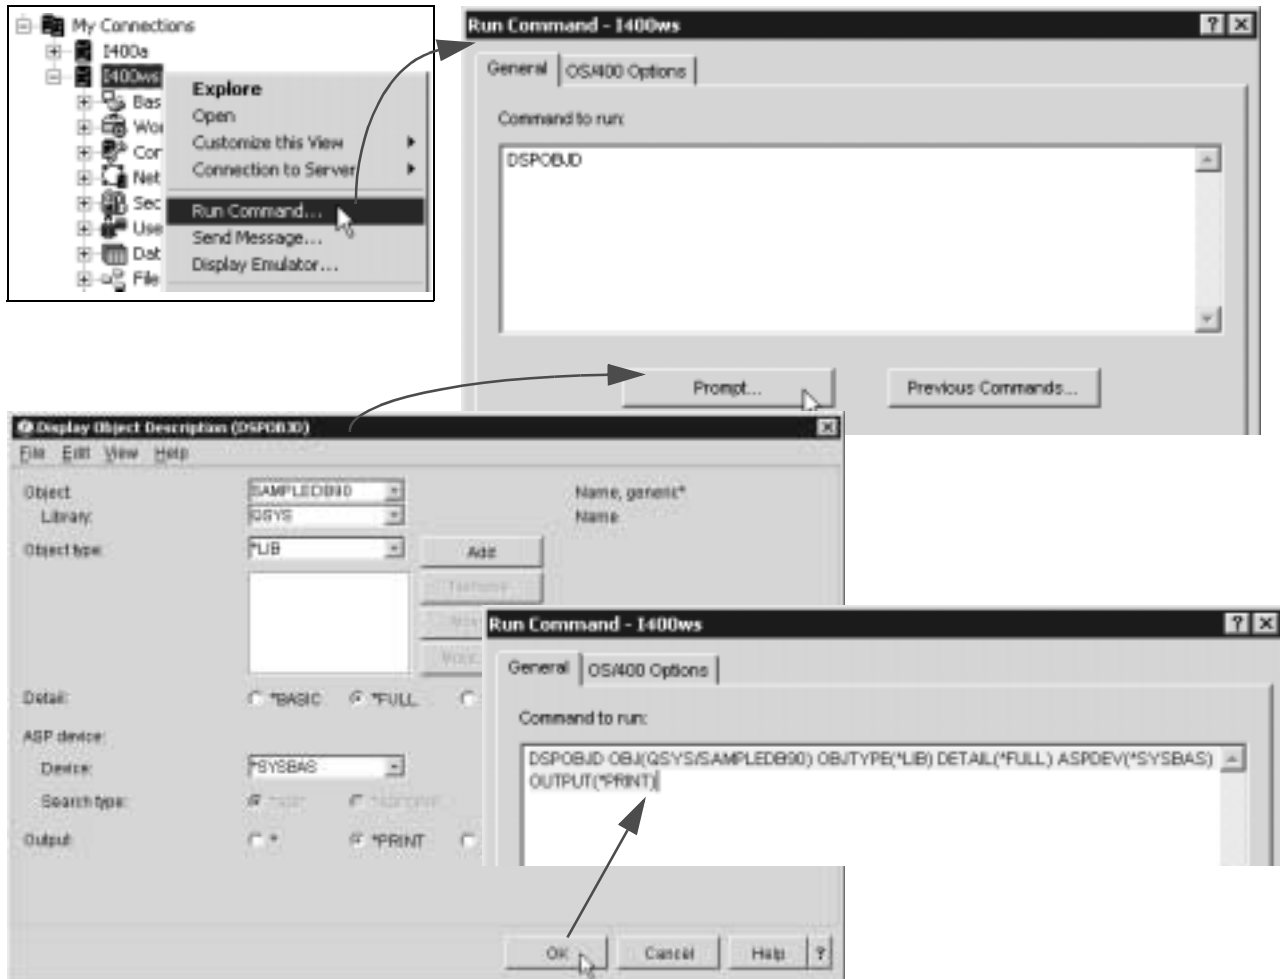 My Connections
I400a
I400ws
Bas
Wor
Cor
Net
Sec
Use
Dat
File
Explore
Open
Customize this View
Connection to Server
Run Command...
Send Message...
Display Emulator...
Run Command - I400ws
General
OS/400 Options
Command to run:
DSPOBJD
Prompt...
Previous Commands...
Display Object Description (DSPOBJD)
File Edit View Help
Object
SAMPLEDB90
Name, generic*
Library:
QSYS
Name
Object type:
*LIB
Add
Remove
Detail:
*BASIC
*FULL
ASP device:
Device:
*SYSBAS
Search type:
Output:
*
*PRINT
OK
Cancel
Help
?
Run Command - I400ws
General
OS/400 Options
Command to run:
DSPOBJD OBJ(QSYS/SAMPLEDB90) OBJTYPE(*LIB) DETAIL(*FULL) ASPDEV(*SYSBAS)
OUTPUT(*PRINT)